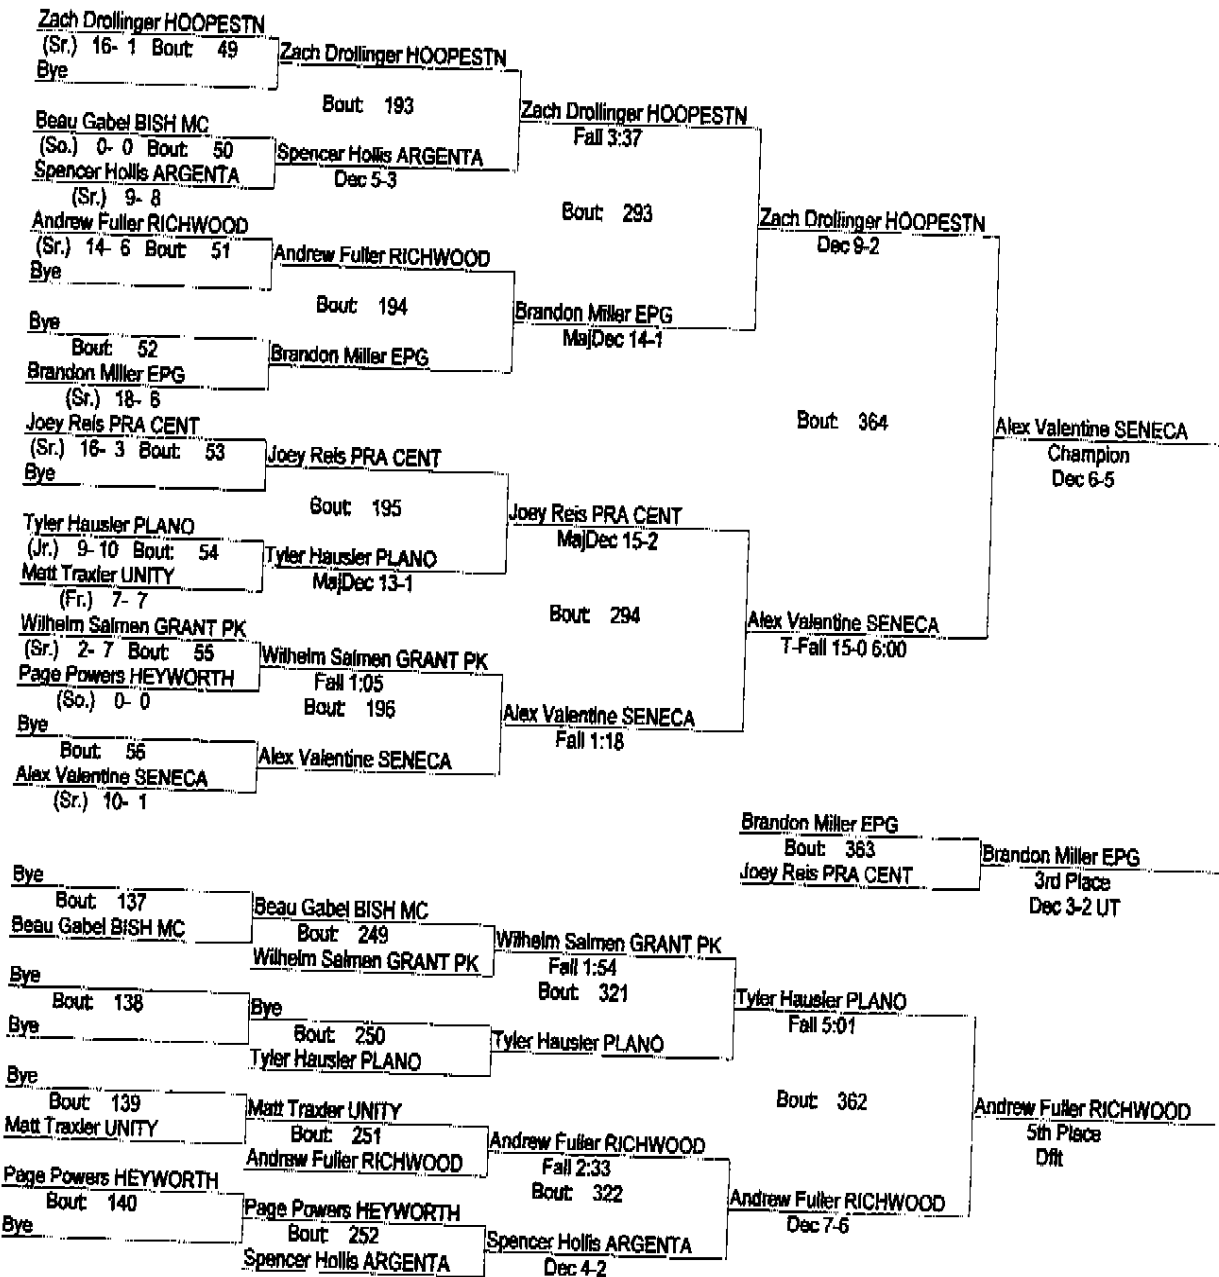 Zach Drollinger HOOPESTN
(Sr.) 16- 1 Bout: 49
Bye
Zach Drollinger HOOPESTN
Bout: 193
Beau Gabel BISH MC
(So.) 0- 0 Bout: 50
Spencer Hollis ARGENTA
(Sr.) 9- 8
Spencer Hollis ARGENTA
Dec 5-3
Zach Drollinger HOOPESTN
Fall 3:37
Bout: 293
Andrew Fuller RICHWOOD
(Sr.) 14- 6 Bout: 51
Bye
Andrew Fuller RICHWOOD
Bout: 194
Bye
Bout: 52
Brandon Miller EPG
(Sr.) 18- 6
Brandon Miller EPG
Brandon Miller EPG
MajDec 14-1
Zach Drollinger HOOPESTN
Dec 9-2
Bout: 364
Joey Reis PRA CENT
(Sr.) 16- 3 Bout: 53
Bye
Joey Reis PRA CENT
Bout: 195
Tyler Hausler PLANO
(Jr.) 9- 10 Bout: 54
Matt Traxler UNITY
(Fr.) 7- 7
Tyler Hausler PLANO
MajDec 13-1
Joey Reis PRA CENT
MajDec 15-2
Bout: 294
Wilhelm Salmen GRANT PK
(Sr.) 2- 7 Bout: 55
Page Powers HEYWORTH
(So.) 0- 0
Wilhelm Salmen GRANT PK
Fall 1:05
Bout: 196
Bye
Bout: 56
Alex Valentine SENECA
(Sr.) 10- 1
Alex Valentine SENECA
Alex Valentine SENECA
Fall 1:18
Alex Valentine SENECA
T-Fall 15-0 6:00
Alex Valentine SENECA
Champion
Dec 6-5
Brandon Miller EPG
Bout: 363
Joey Reis PRA CENT
Brandon Miller EPG
3rd Place
Dec 3-2 UT
Bye
Bout: 137
Beau Gabel BISH MC
Beau Gabel BISH MC
Bout: 249
Wilhelm Salmen GRANT PK
Wilhelm Salmen GRANT PK
Fall 1:54
Bout: 321
Bye
Bout: 138
Bye
Bye
Bout: 250
Tyler Hausler PLANO
Tyler Hausler PLANO
Tyler Hausler PLANO
Fall 5:01
Bout: 362
Bye
Bout: 139
Matt Traxler UNITY
Matt Traxler UNITY
Bout: 251
Andrew Fuller RICHWOOD
Andrew Fuller RICHWOOD
Fall 2:33
Bout: 322
Page Powers HEYWORTH
Bout: 140
Bye
Page Powers HEYWORTH
Bout: 252
Spencer Hollis ARGENTA
Spencer Hollis ARGENTA
Dec 4-2
Andrew Fuller RICHWOOD
Dec 7-5
Andrew Fuller RICHWOOD
5th Place
Dflt